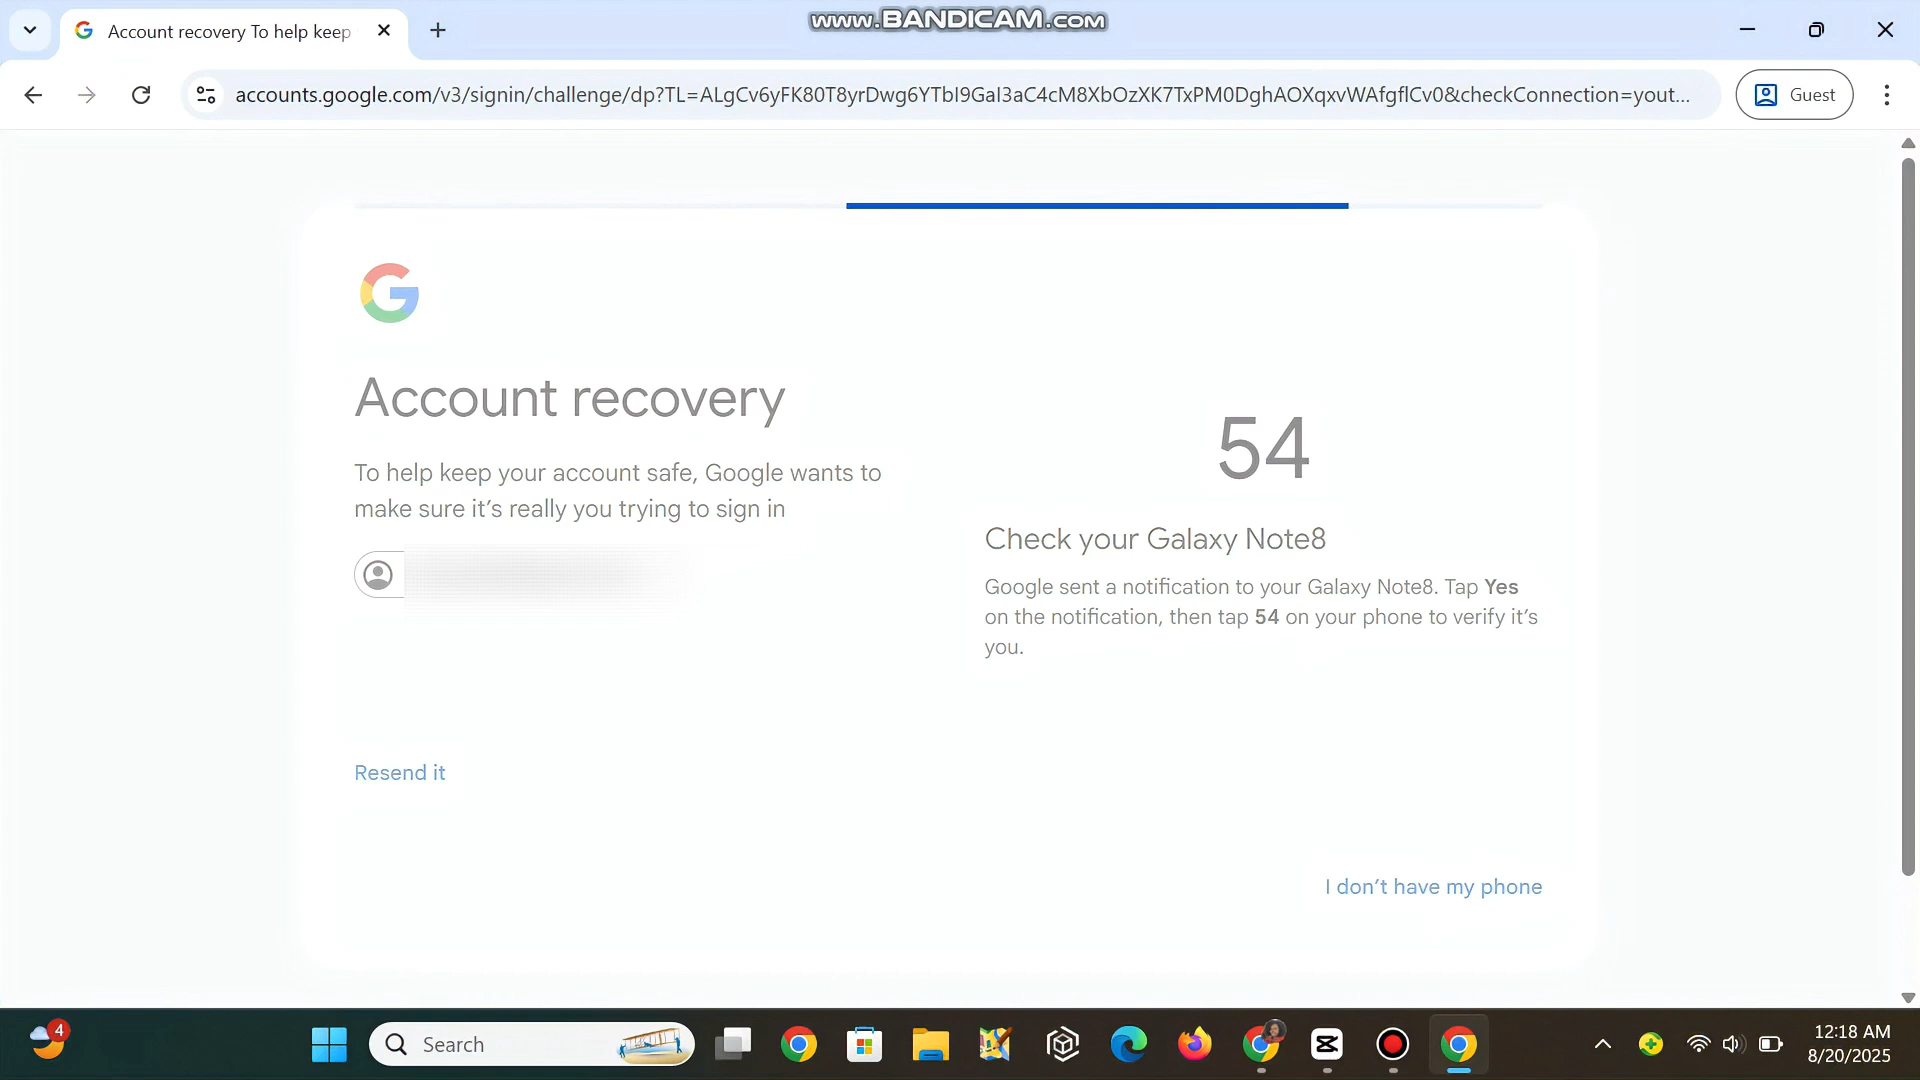 Account recovery To help keep
www.BANDICAM.com
accounts.google.com/v3/signin/challenge/dp?TL=ALgCv6yFK80T8yrDwg6YTbI9GaI3aC4cM8XbOzXK7TxPM0DghAOXqxvWAfgflCv0&checkConnection=yout...
Guest
Account recovery
To help keep your account safe, Google wants to
make sure it's really you trying to sign in
54
Check your Galaxy Note8
Google sent a notification to your Galaxy Note8. Tap Yes
on the notification, then tap 54 on your phone to verify it's
you.
Resend it
I don't have my phone
4
Search
12:18 AM
8/20/2025